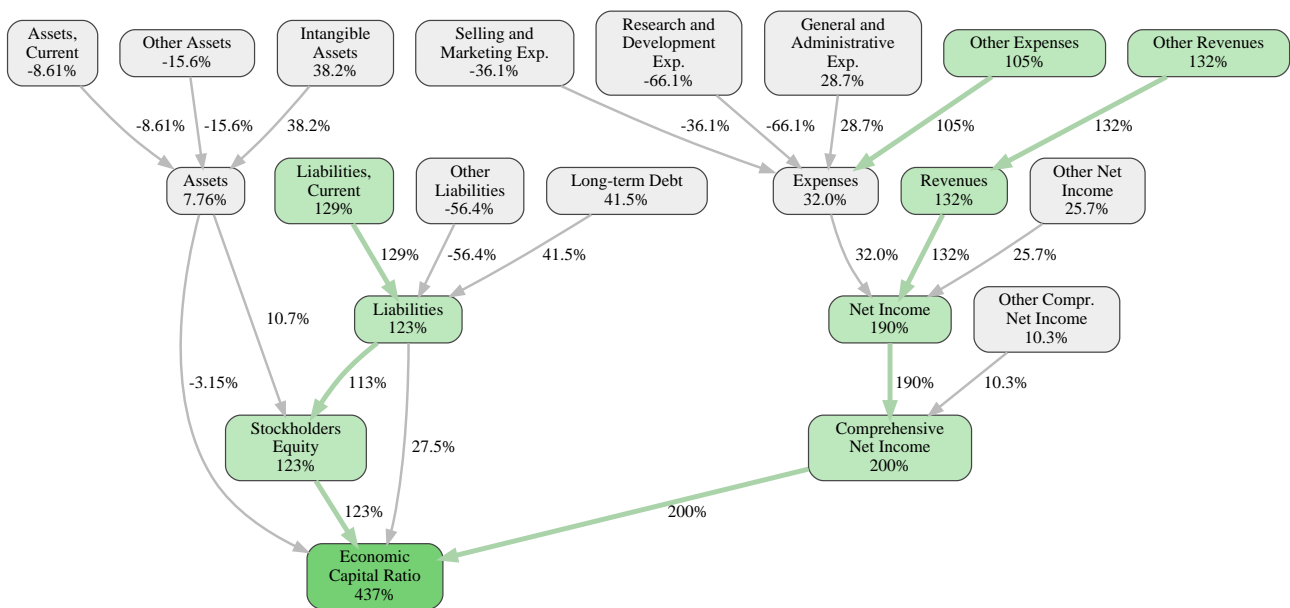 Assets,
Current
-8.61%
Other Assets
-15.6%
Intangible
Assets
38.2%
Selling and
Marketing Exp.
-36.1%
Research and
Development
Exp.
-66.1%
General and
Administrative
Exp.
28.7%
Other Expenses
105%
Other Revenues
132%
-8.61%
-15.6%
38.2%
-36.1%
-66.1%
28.7%
105%
132%
Assets
7.76%
Liabilities,
Current
129%
Other
Liabilities
-56.4%
Long-term Debt
41.5%
Expenses
32.0%
Revenues
132%
Other Net
Income
25.7%
129%
-56.4%
41.5%
32.0%
132%
25.7%
10.7%
Liabilities
123%
Net Income
190%
Other Compr.
Net Income
10.3%
-3.15%
113%
190%
10.3%
Stockholders
Equity
123%
27.5%
Comprehensive
Net Income
200%
123%
200%
Economic
Capital Ratio
437%